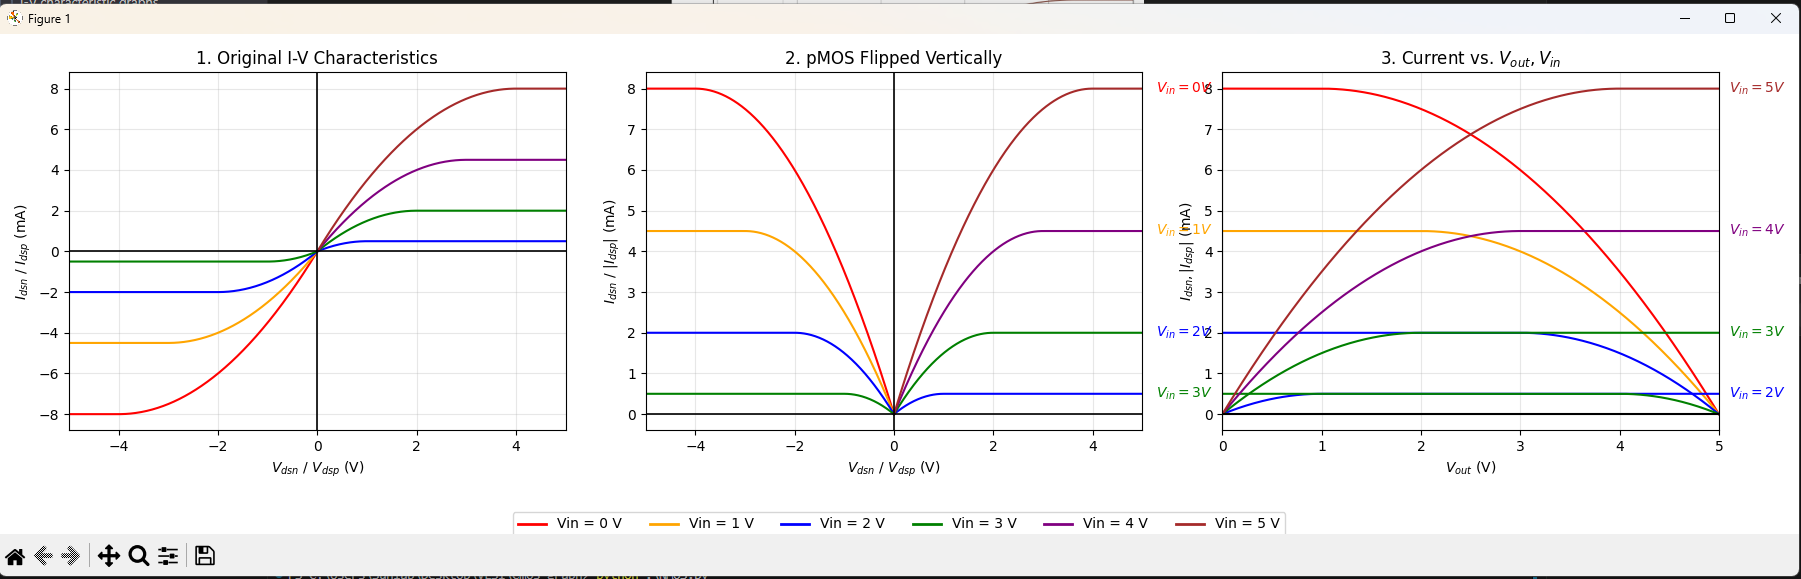 I-V characteristic graphs
Figure 1
1. Original I-V Characteristics
8
6
4
2
0
−2
−4
−6
−8
I_dsn / I_dsp (mA)
−4 −2 0 2 4
V_dsn / V_dsp (V)
2. pMOS Flipped Vertically
8
7
6
5
4
3
2
1
0
I_dsn / |I_dsp| (mA)
−4 −2 0 2 4
V_dsn / V_dsp (V)
3. Current vs. V_out, V_in
V_in = 0V
V_in = 1V
V_in = 2V
V_in = 3V
8
7
6
5
4
3
2
1
0
I_dsn, |I_dsp| (mA)
0 1 2 3 4 5
V_out (V)
V_in = 5V
V_in = 4V
V_in = 3V
V_in = 2V
Vin = 0 V Vin = 1 V Vin = 2 V Vin = 3 V Vin = 4 V Vin = 5 V